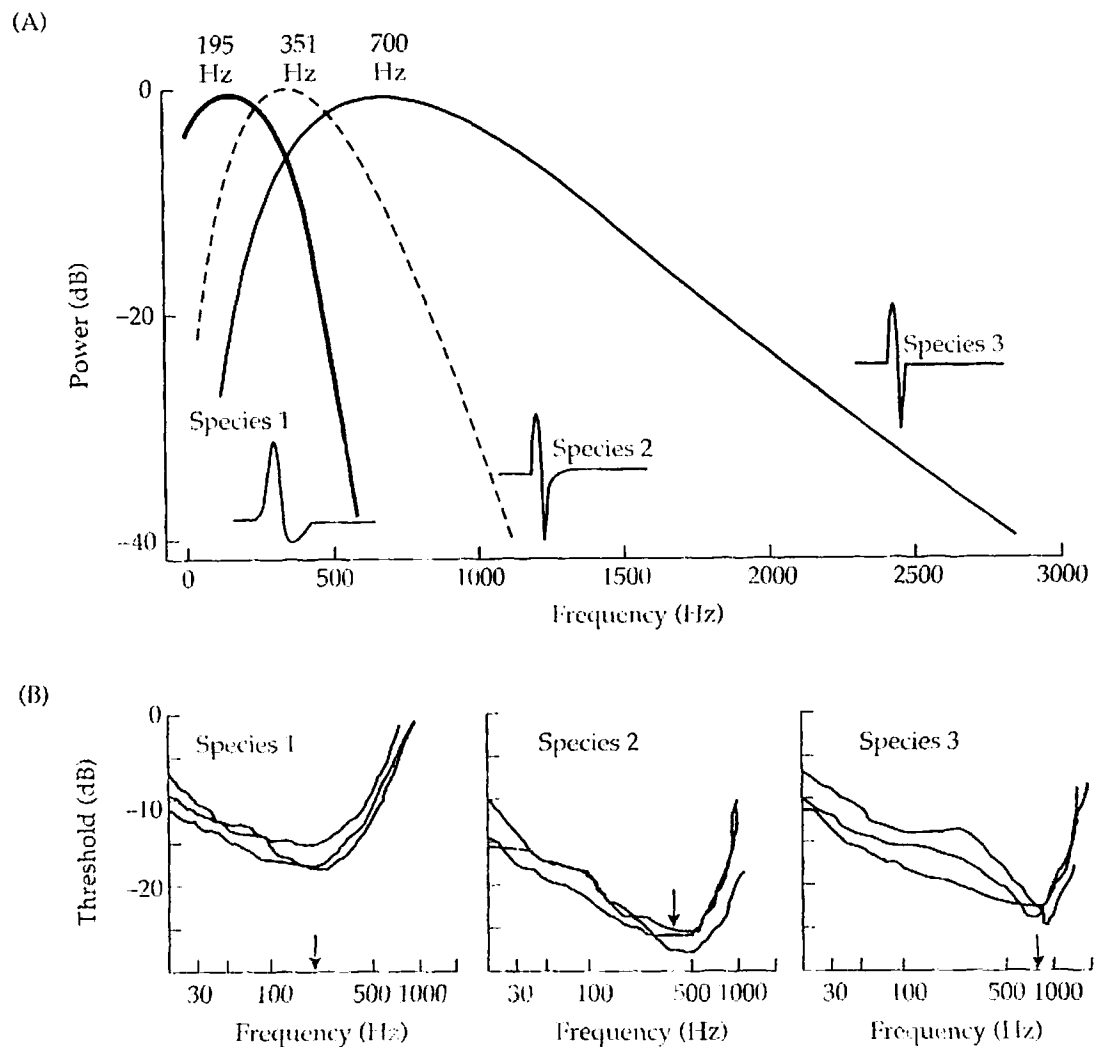 (A)
195 Hz
351 Hz
700 Hz
0
−20
−40
Power (dB)
Species 1
Species 2
Species 3
0
500
1000
1500
2000
2500
3000
Frequency (Hz)
(B)
0
−10
−20
Threshold (dB)
Species 1
Species 2
Species 3
30 100 500 1000
30 100 500 1000
30 100 500 1000
Frequency (Hz)
Frequency (Hz)
Frequency (Hz)